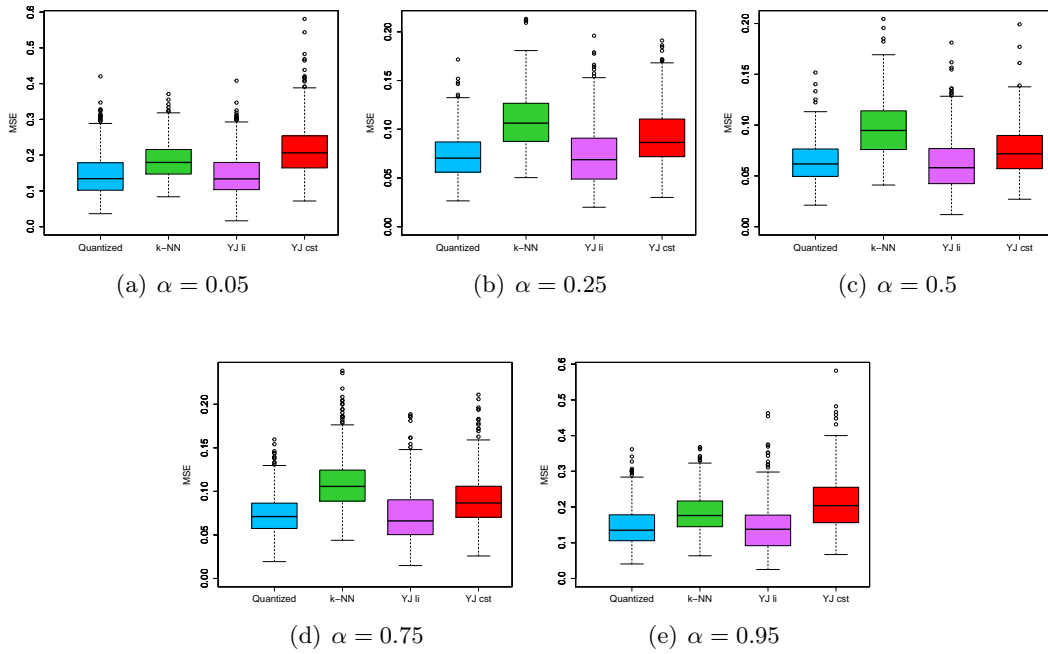 MSE
0.0 0.1 0.2 0.3 0.4 0.5 0.6
Quantized k−NN YJ li YJ cst
(a) α = 0.05
MSE
0.00 0.05 0.10 0.15 0.20
Quantized k−NN YJ li YJ cst
(b) α = 0.25
MSE
0.00 0.05 0.10 0.15 0.20
Quantized k−NN YJ li YJ cst
(c) α = 0.5
MSE
0.00 0.05 0.10 0.15 0.20
Quantized k−NN YJ li YJ cst
(d) α = 0.75
MSE
0.0 0.1 0.2 0.3 0.4 0.5 0.6
Quantized k−NN YJ li YJ cst
(e) α = 0.95